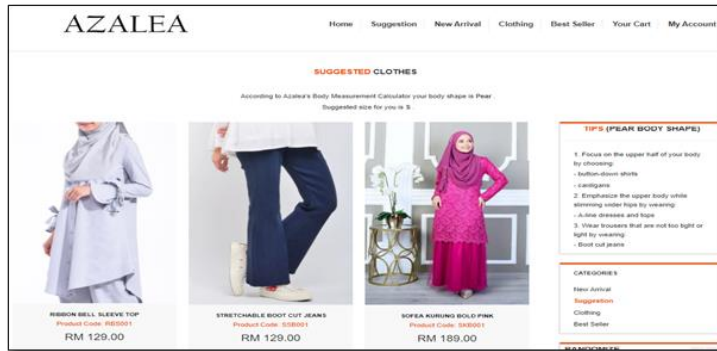 AZALEA
Home Suggestion New Arrival Clothing Best Seller Your Cart My Account
SUGGESTED CLOTHES
According to Azalea's Body Measurement Calculator your body shape is Pear .
Suggested size for you is S
RIBBON BELL SLEEVE TOP
Product Code: RBS001
RM 129.00
STRETCHABLE BOOT CUT JEANS
Product Code: SSB001
RM 129.00
SOFEA KURUNG BOLD PINK
Product Code: SKB001
RM 189.00
TIPS (PEAR BODY SHAPE)
1. Focus on the upper half of your body
by choosing:
- button-down shirts
- cardigans
2. Emphasize the upper body while
slimming wider hips by wearing:
- A-line dresses and tops
3. Wear trousers that are not too tight or
light by wearing:
- Boot cut jeans
CATEGORIES
New Arrival
Suggestion
Clothing
Best Seller
RANDOMIZE